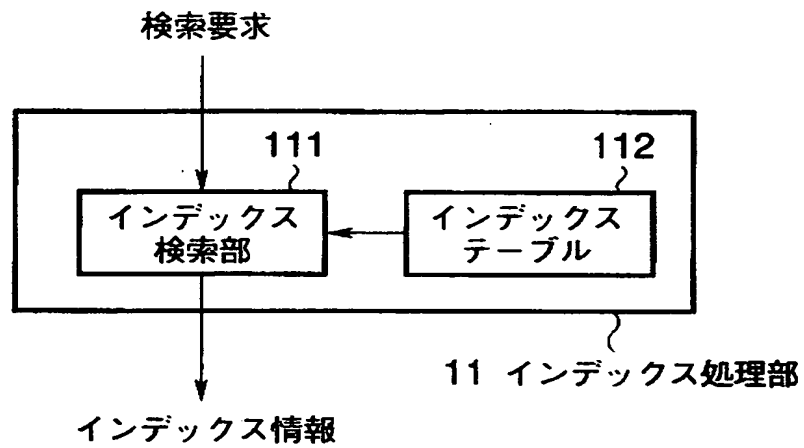 検索要求
111
112
インデックス
検索部
インデックス
テーブル
11 インデックス処理部
インデックス情報